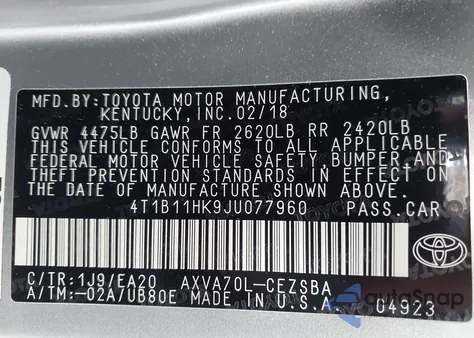 MFD.BY:TOYOTA MOTOR MANUFACTURING,
KENTUCKY,INC.02/18
GVWR 4475LB GAWR FR 2620LB RR 2420LB
THIS VEHICLE CONFORMS TO ALL APPLICABLE
FEDERAL MOTOR VEHICLE SAFETY,BUMPER,AND
THEFT PREVENTION STANDARDS IN EFFECT ON
THE DATE OF MANUFACTURE SHOWN ABOVE.
4T1B11HK9JU077960 PASS.CAR
C/TR:1J9/EA20 AXVA70L-CEZSBA
A/TM:-02A/UB80E MADE IN U.S.A. 04923
TOYOTA
autoSnap